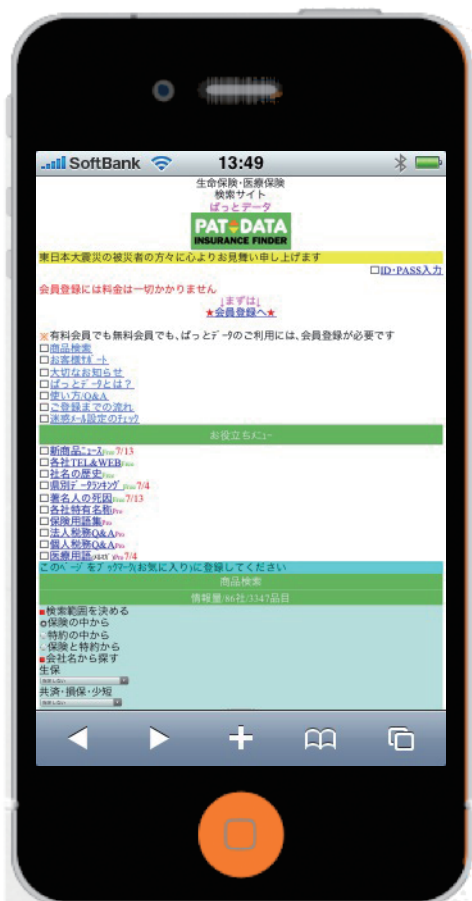 SoftBank 13:49
生命保険・医療保険
検索サイト
ぱっとデータ
PAT DATA
INSURANCE FINDER
東日本大震災の被災者の方々に心よりお見舞い申し上げます
□ID・PASS入力
会員登録には料金は一切かかりません
↓まずは↓
★会員登録へ★
※有料会員でも無料会員でも、ぱっとデータのご利用には、会員登録が必要です
□商品検索
□お客様ｻﾎﾟｰﾄ
□大切なお知らせ
□ぱっとデータとは?
□使い方/Q&A
□ご登録までの流れ
□迷惑ﾒｰﾙ設定のﾁｪｯｸ
お役立ちﾒﾆｭｰ
□新商品ﾆｭｰｽ 7/13
□各社TEL&WEB
□社名の歴史
□県別ﾃﾞｰﾀﾗﾝｷﾝｸﾞ 7/4
□著名人の死因 7/13
□各社特有名称
□保険用語集
□法人税務Q&A
□個人税務Q&A
□医療用語 7/4
このﾍﾟｰｼﾞをﾌﾞｯｸﾏｰｸ(お気に入り)に登録してください
商品検索
情報量/86社/3347品目
■検索範囲を決める
保険の中から
特約の中から
保険と特約から
■会社名から探す
生保
共済・損保・少短